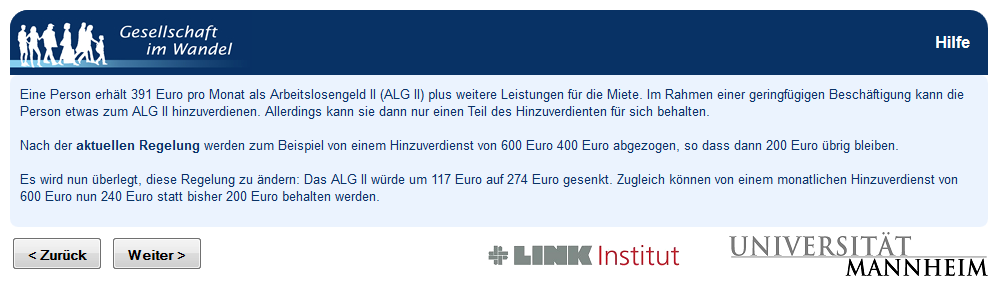 Gesellschaft
im Wandel
Hilfe
Eine Person erhält 391 Euro pro Monat als Arbeitslosengeld II (ALG II) plus weitere Leistungen für die Miete. Im Rahmen einer geringfügigen Beschäftigung kann die
Person etwas zum ALG II hinzuverdienen. Allerdings kann sie dann nur einen Teil des Hinzuverdienten für sich behalten.
Nach der aktuellen Regelung werden zum Beispiel von einem Hinzuverdienst von 600 Euro 400 Euro abgezogen, so dass dann 200 Euro übrig bleiben.
Es wird nun überlegt, diese Regelung zu ändern: Das ALG II würde um 117 Euro auf 274 Euro gesenkt. Zugleich können von einem monatlichen Hinzuverdienst von
600 Euro nun 240 Euro statt bisher 200 Euro behalten werden.
< Zurück
Weiter >
LINK Institut
UNIVERSITÄT
MANNHEIM